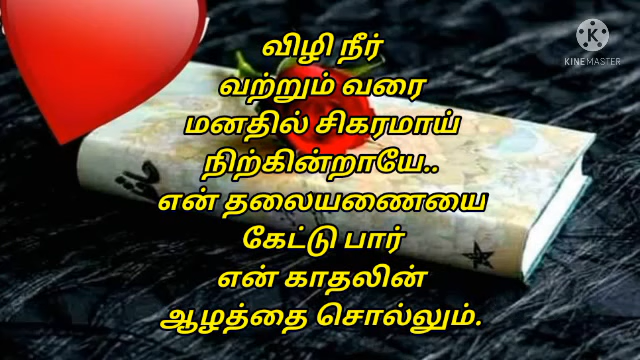 விழி நீர்
வற்றும் வரை
மனதில் சிகரமாய்
நிற்கின்றாயே..
என் தலையணையை
கேட்டு பார்
என் காதலின்
ஆழத்தை சொல்லும்.
K
KINEMASTER